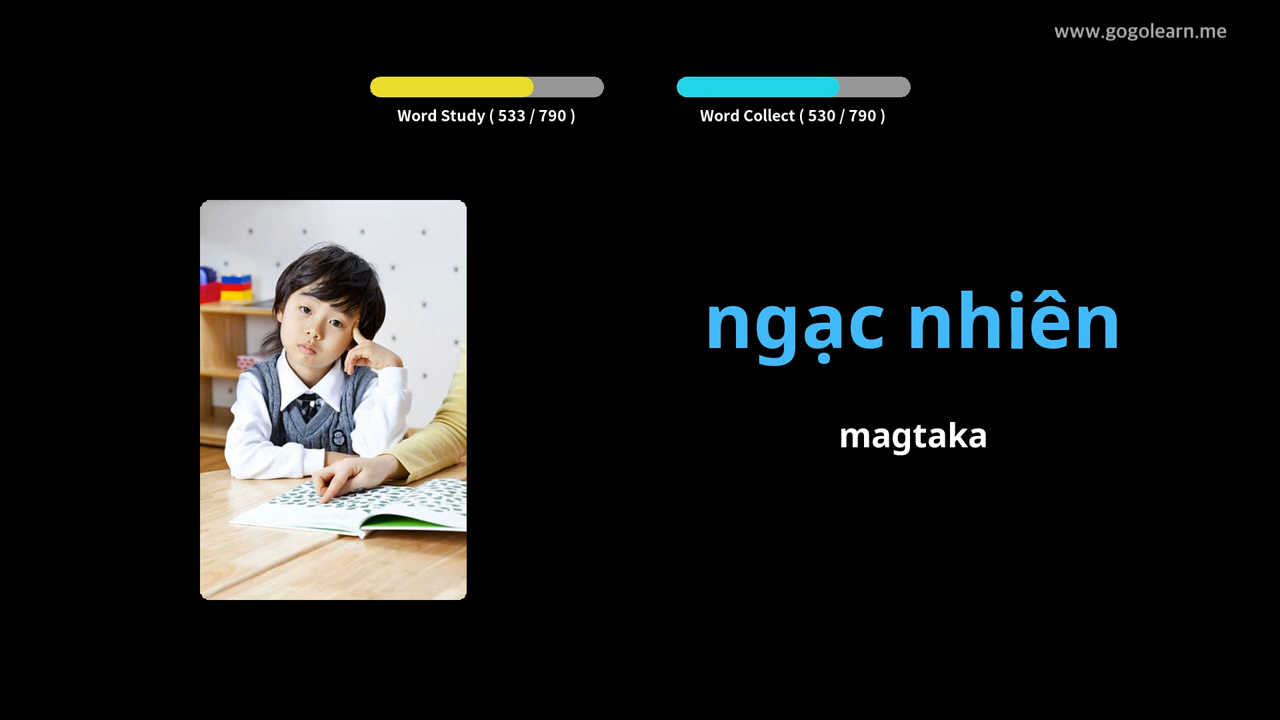 www.gogolearn.me
Word Study ( 533 / 790 )
Word Collect ( 530 / 790 )
ngạc nhiên
magtaka